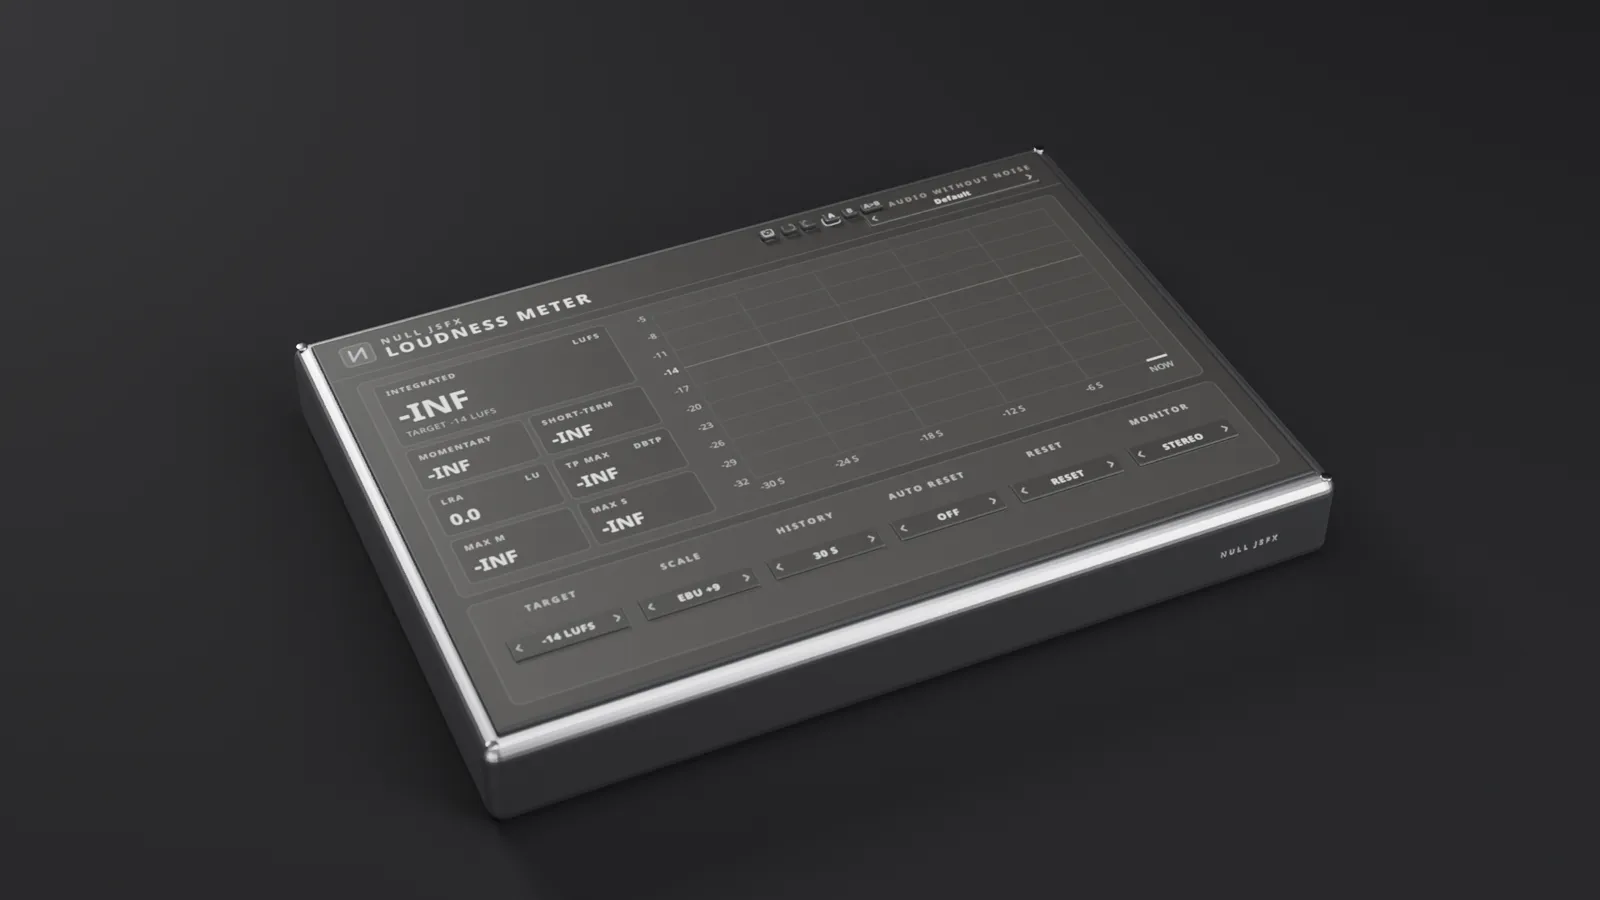 NULL JSFX
LOUDNESS METER
A B A>B
AUDIO WITHOUT NOISE
< Default >
INTEGRATED LUFS
-INF
TARGET -14 LUFS
MOMENTARY
-INF
SHORT-TERM
-INF
LRA LU
0.0
TP MAX DBTP
-INF
MAX M
-INF
MAX S
-INF
-5
-8
-11
-14
-17
-20
-23
-26
-29
-32
-30 S -24 S -18 S -12 S -6 S NOW
TARGET
< -14 LUFS >
SCALE
< EBU +9 >
HISTORY
< 30 S >
AUTO RESET
< OFF >
RESET
< RESET >
MONITOR
< STEREO >
NULL JSFX